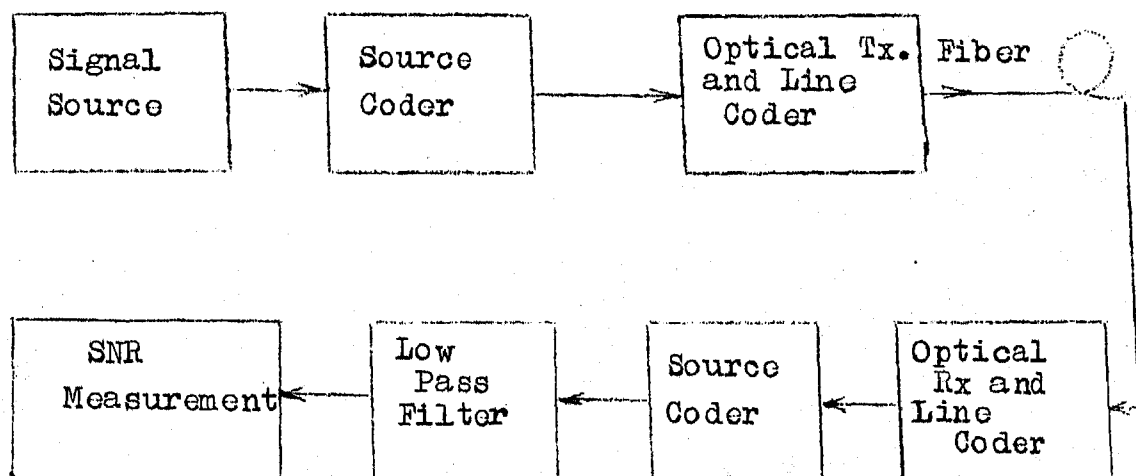 Signal
Source
Source
Coder
Optical Tx.
and Line
Coder
Fiber
SNR
Measurement
Low
Pass
Filter
Source
Coder
Optical
Rx and
Line
Coder